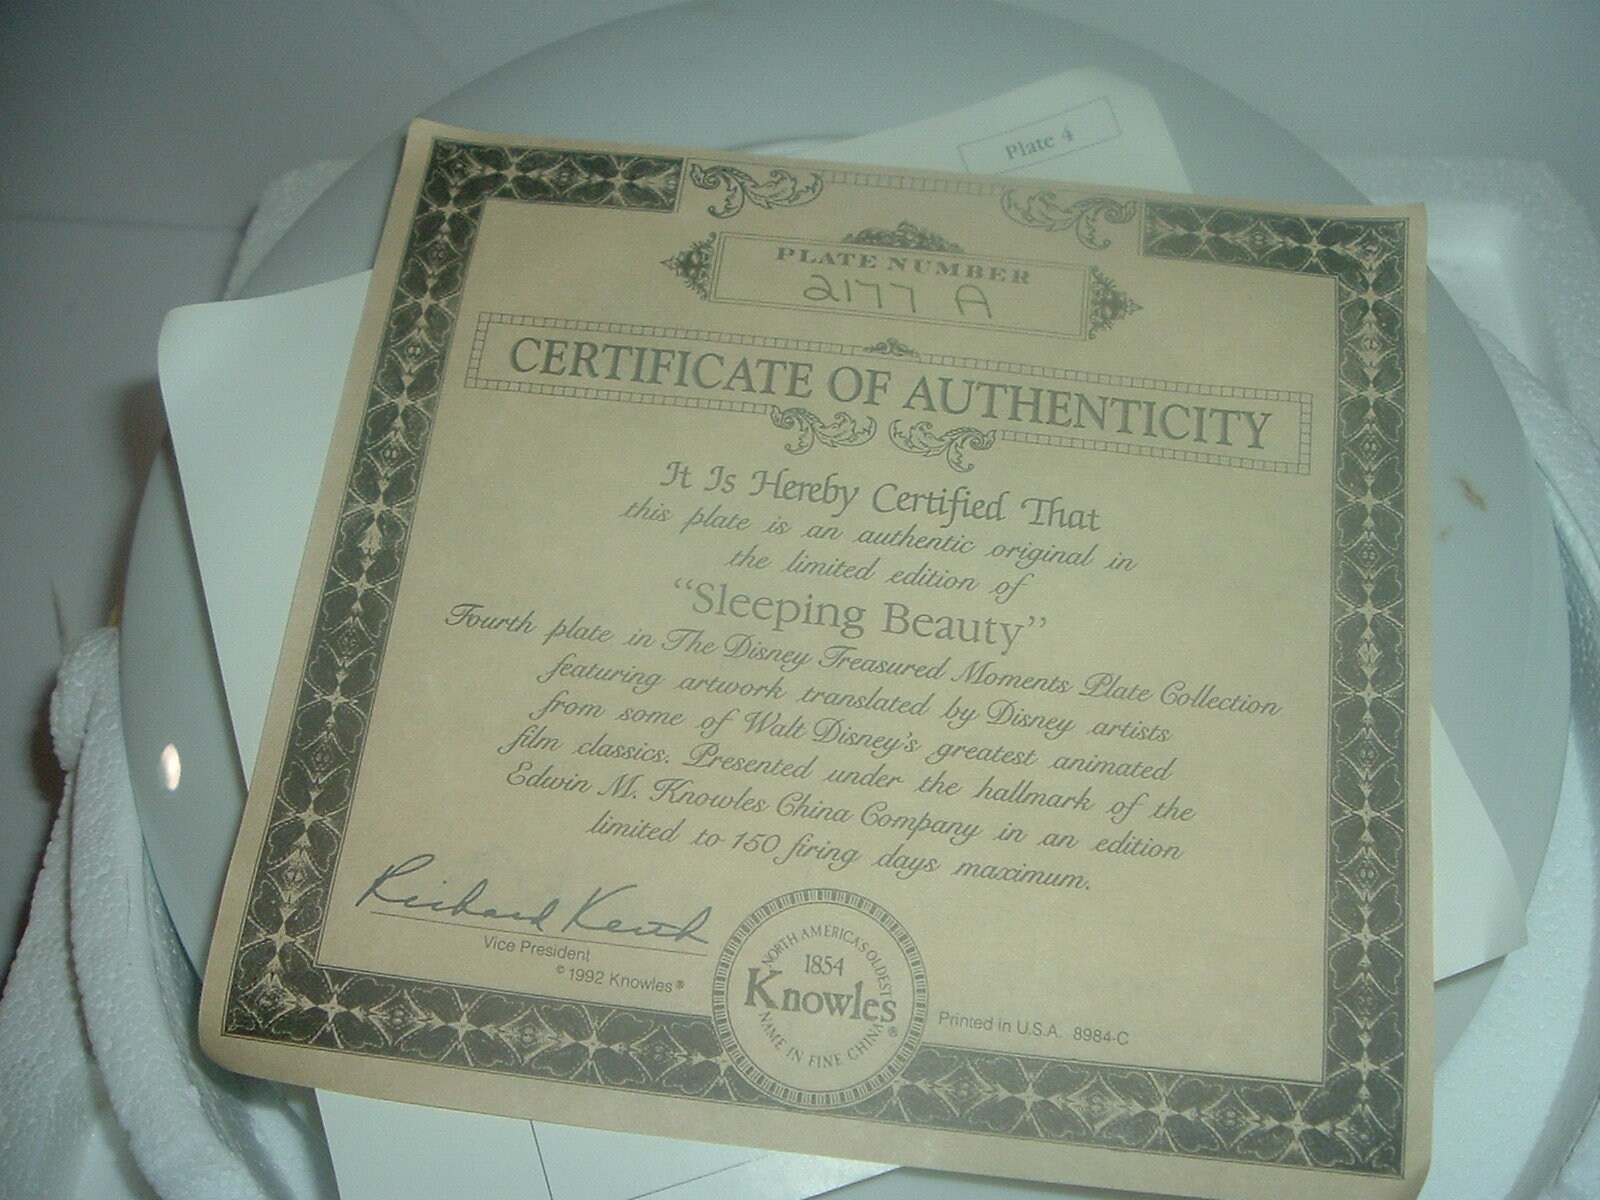 Plate 4
PLATE NUMBER
2177 A
CERTIFICATE OF AUTHENTICITY
It Is Hereby Certified That
this plate is an authentic original in
the limited edition of
“Sleeping Beauty”
Fourth plate in The Disney Treasured Moments Plate Collection
featuring artwork translated by Disney artists
from some of Walt Disney's greatest animated
film classics. Presented under the hallmark of the
Edwin M. Knowles China Company in an edition
limited to 150 firing days maximum.
Richard Keith
Vice President
© 1992 Knowles®
NORTH AMERICA'S OLDEST
1854
Knowles®
NAME IN FINE CHINA
Printed in U.S.A. 8984-C